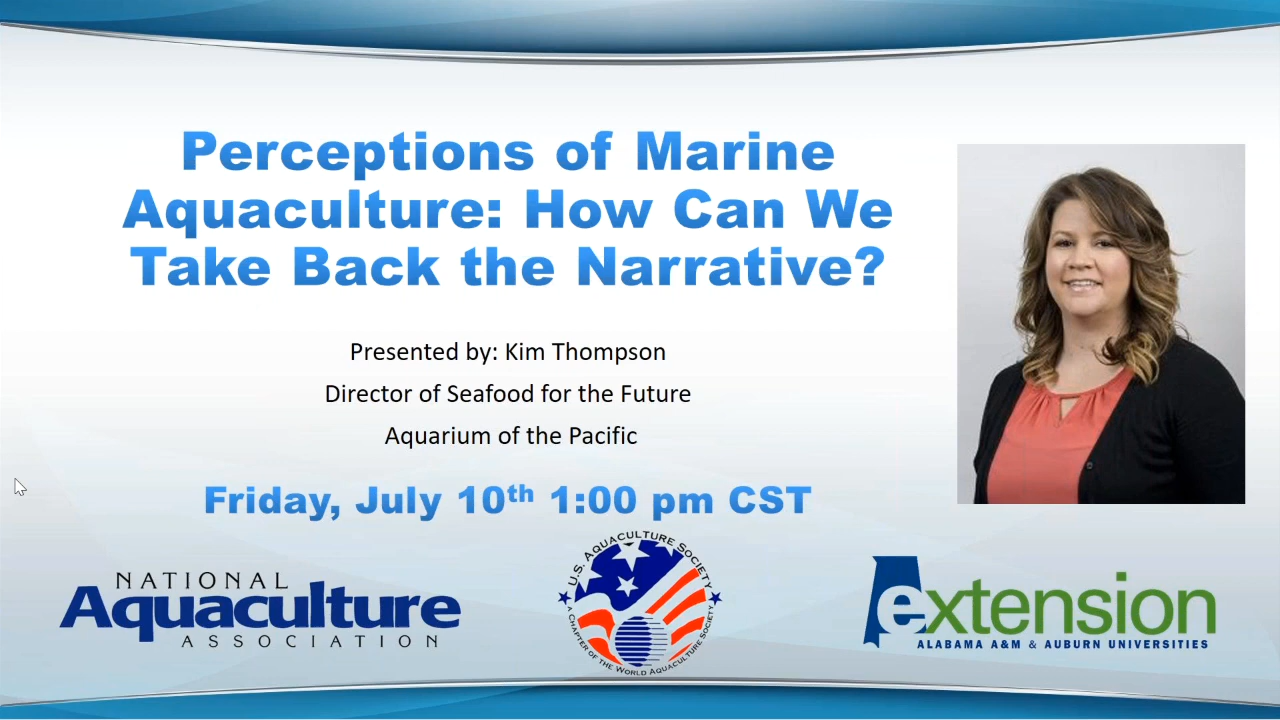 Perceptions of Marine
Aquaculture: How Can We
Take Back the Narrative?
Presented by: Kim Thompson
Director of Seafood for the Future
Aquarium of the Pacific
Friday, July 10th 1:00 pm CST
NATIONAL
Aquaculture
ASSOCIATION
U.S. AQUACULTURE SOCIETY
A CHAPTER OF THE WORLD AQUACULTURE SOCIETY
extension
ALABAMA A&M & AUBURN UNIVERSITIES